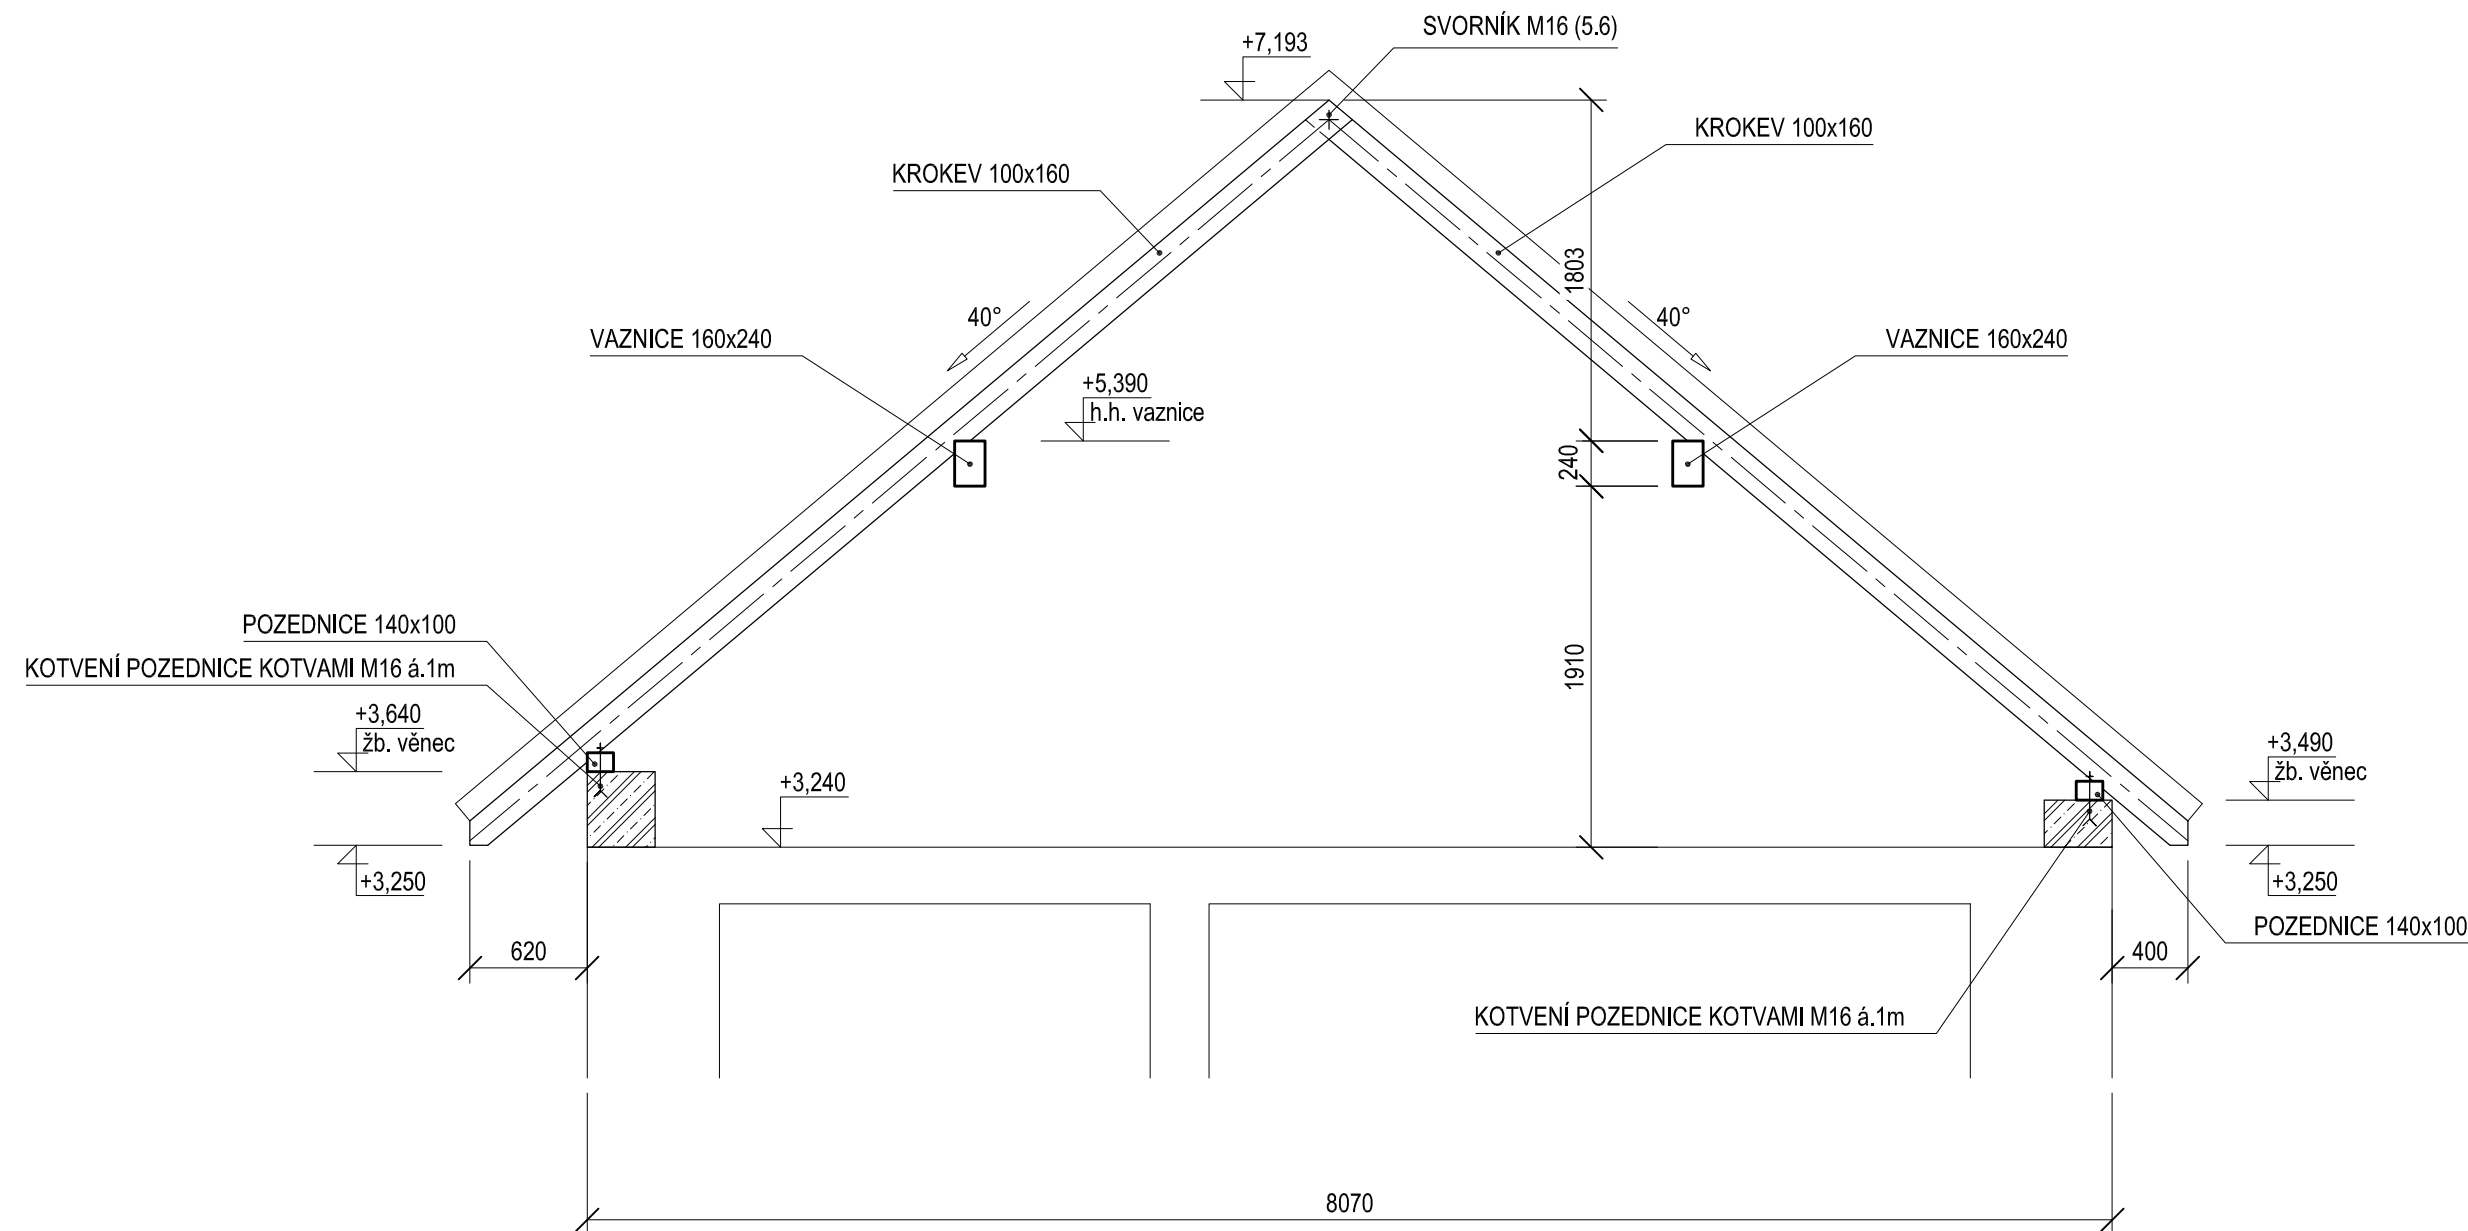 SVORNÍK M16 (5.6)
+7,193
KROKEV 100x160
KROKEV 100x160
1803
40°
40°
VAZNICE 160x240
VAZNICE 160x240
+5,390
h.h. vaznice
240
POZEDNICE 140x100
1910
KOTVENÍ POZEDNICE KOTVAMI M16 á.1m
+3,640
žb. věnec
+3,490
žb. věnec
+3,240
+3,250
+3,250
POZEDNICE 140x100
620
400
KOTVENÍ POZEDNICE KOTVAMI M16 á.1m
8070